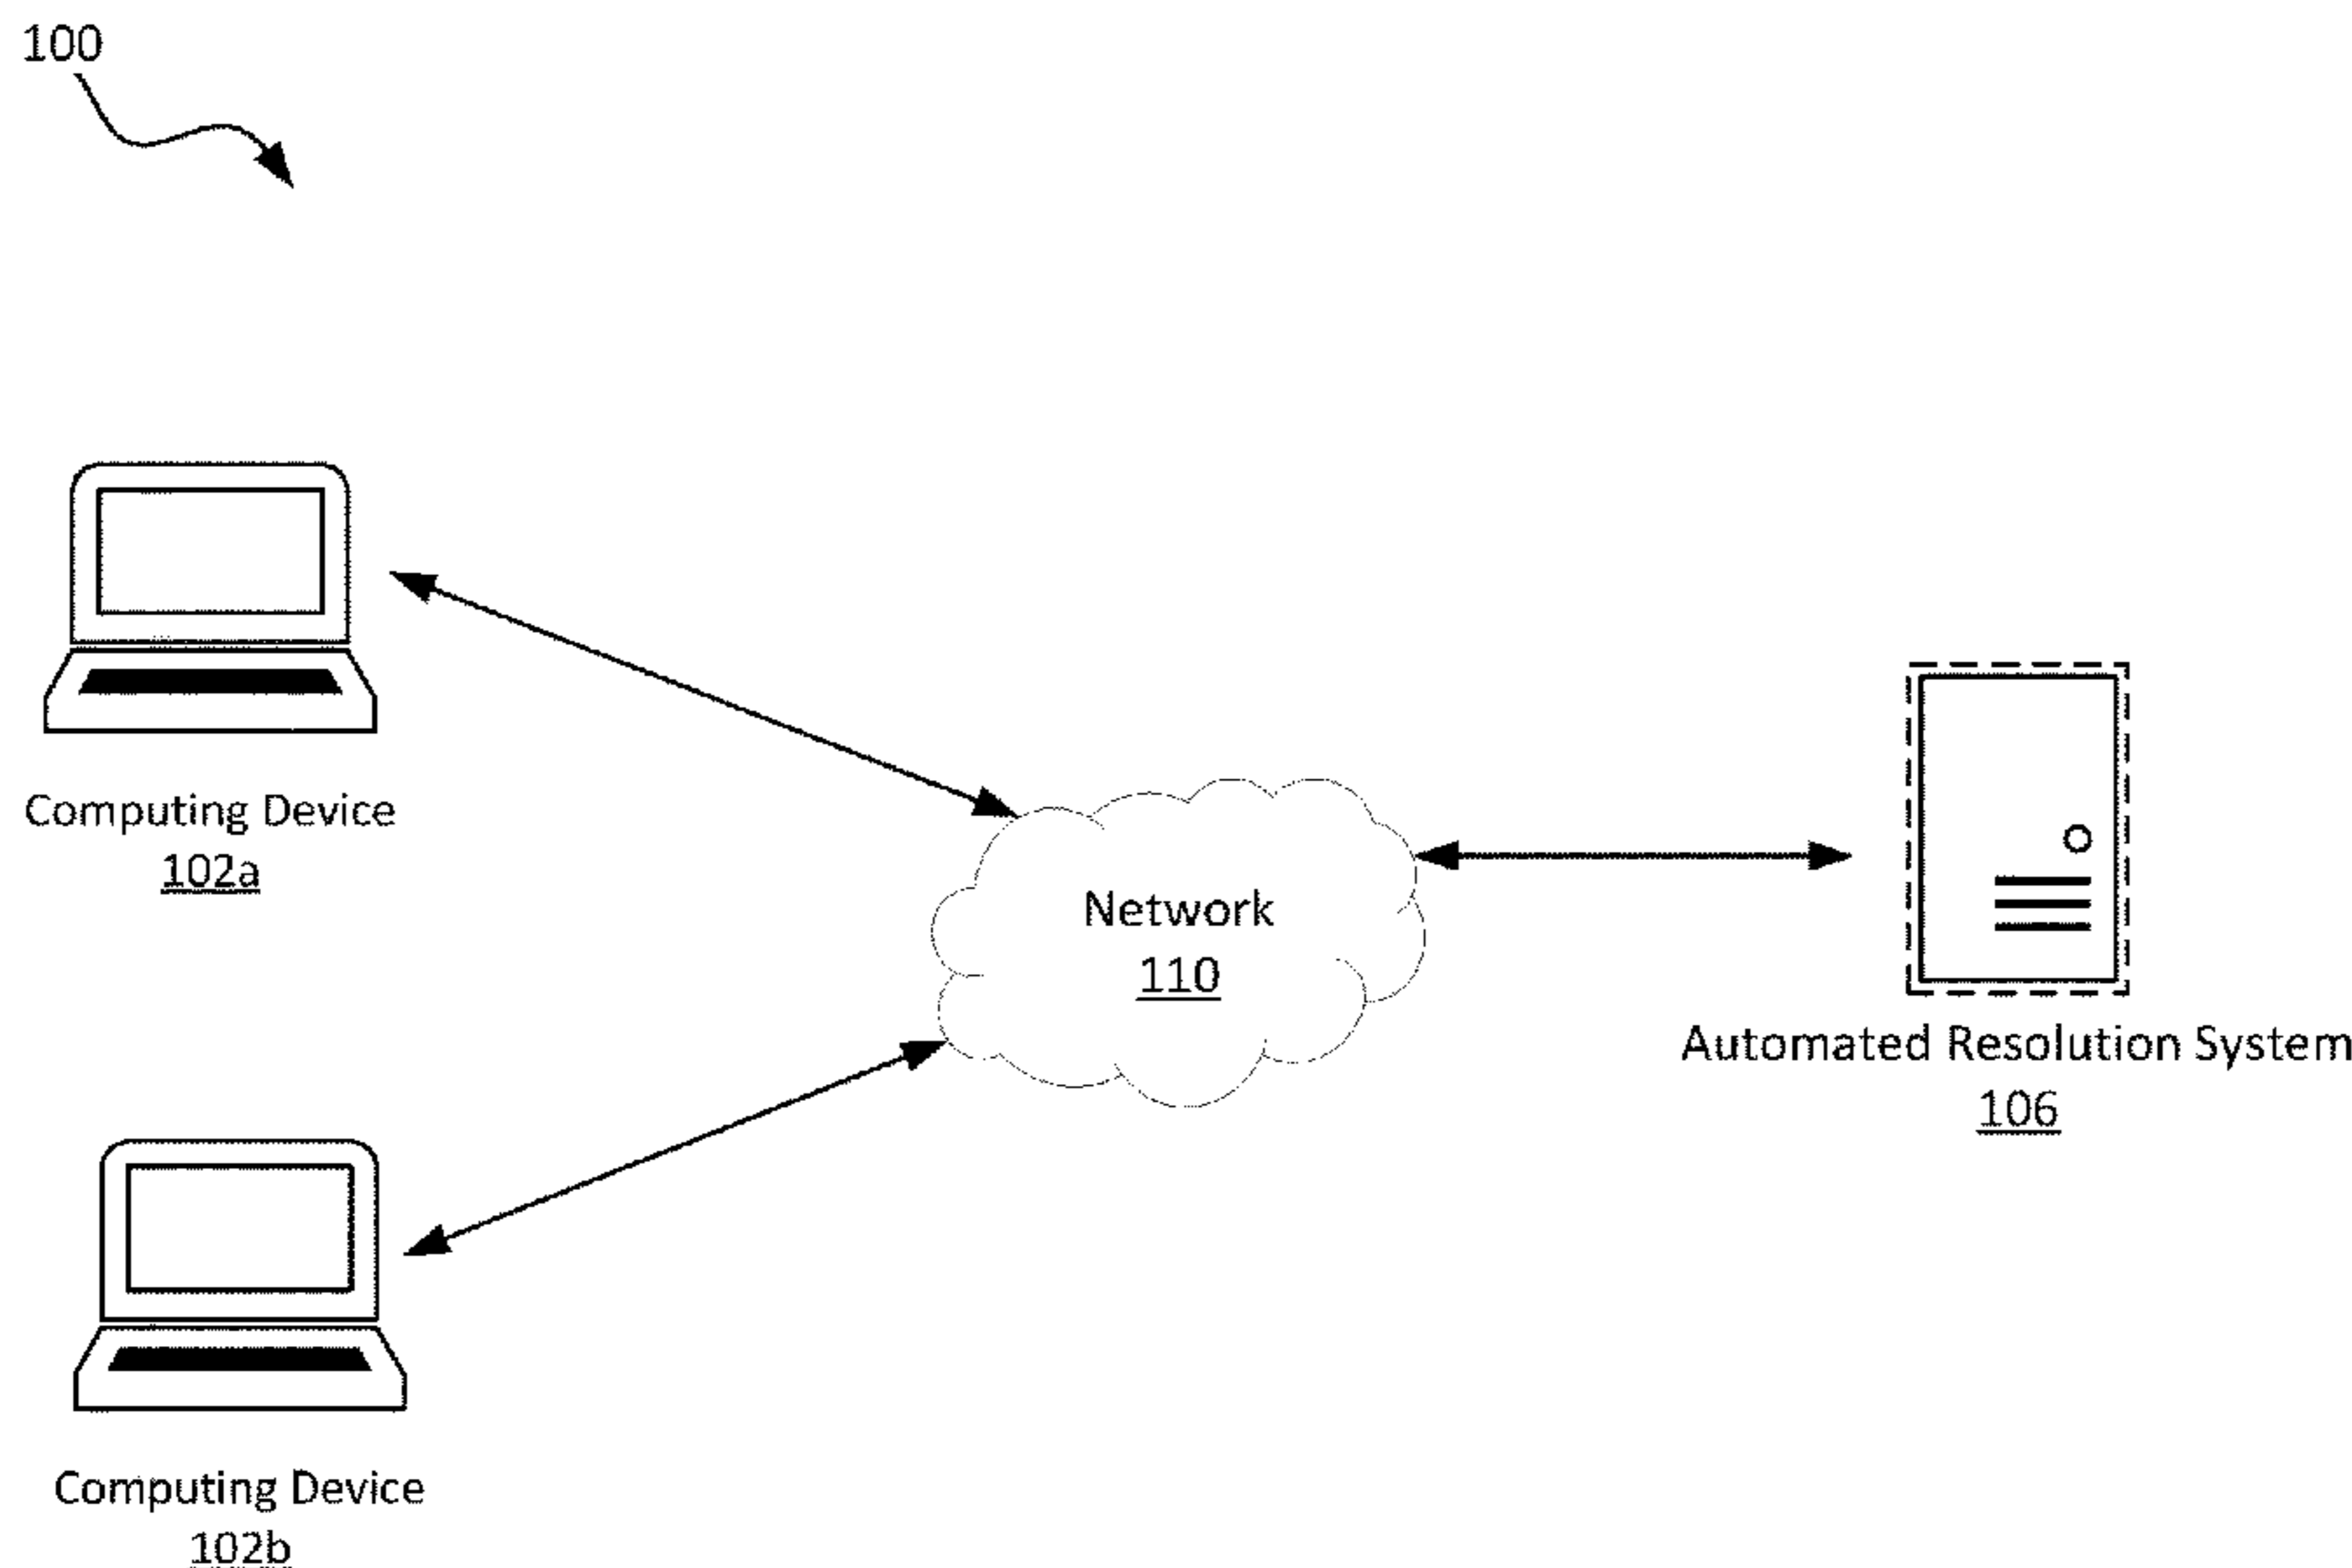 100
Computing Device
102a
Network
110
Automated Resolution System
106
Computing Device
102b